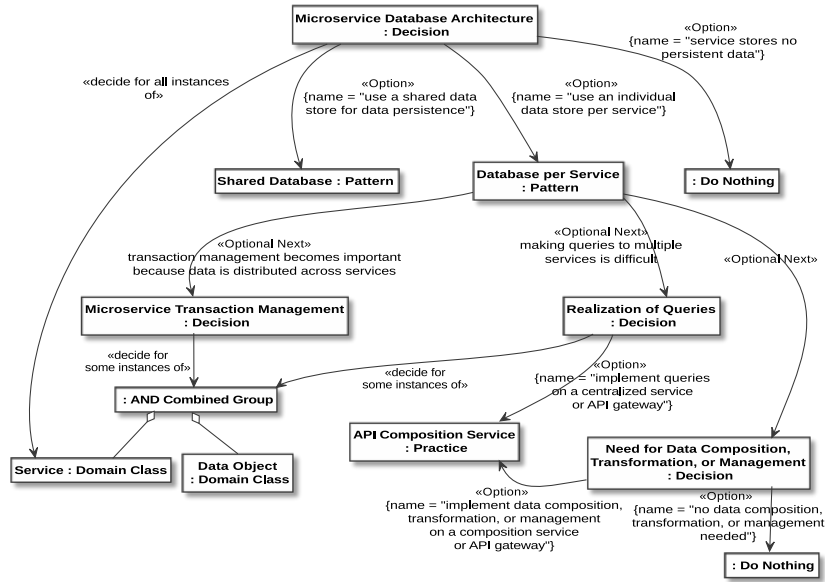 Microservice Database Architecture
: Decision
«Option»
{name = "service stores no
persistent data"}
«decide for all instances
of»
«Option»
{name = "use a shared data
store for data persistence"}
«Option»
{name = "use an individual
data store per service"}
Shared Database : Pattern
Database per Service
: Pattern
: Do Nothing
«Optional Next»
transaction management becomes important
because data is distributed across services
«Optional Next»
making queries to multiple
services is difficult
«Optional Next»
Microservice Transaction Management
: Decision
Realization of Queries
: Decision
«decide for
some instances of»
«decide for
some instances of»
«Option»
{name = "implement queries
on a centralized service
or API gateway"}
: AND Combined Group
API Composition Service
: Practice
Need for Data Composition,
Transformation, or Management
: Decision
Service : Domain Class
Data Object
: Domain Class
«Option»
{name = "implement data composition,
transformation, or management
on a composition service
or API gateway"}
«Option»
{name = "no data composition,
transformation, or management
needed"}
: Do Nothing